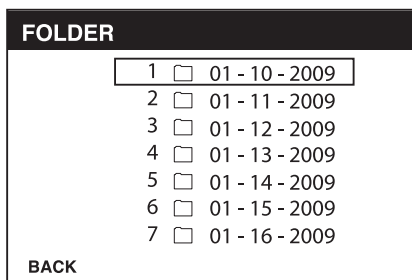 FOLDER
1 01 - 10 - 2009
2 01 - 11 - 2009
3 01 - 12 - 2009
4 01 - 13 - 2009
5 01 - 14 - 2009
6 01 - 15 - 2009
7 01 - 16 - 2009
BACK